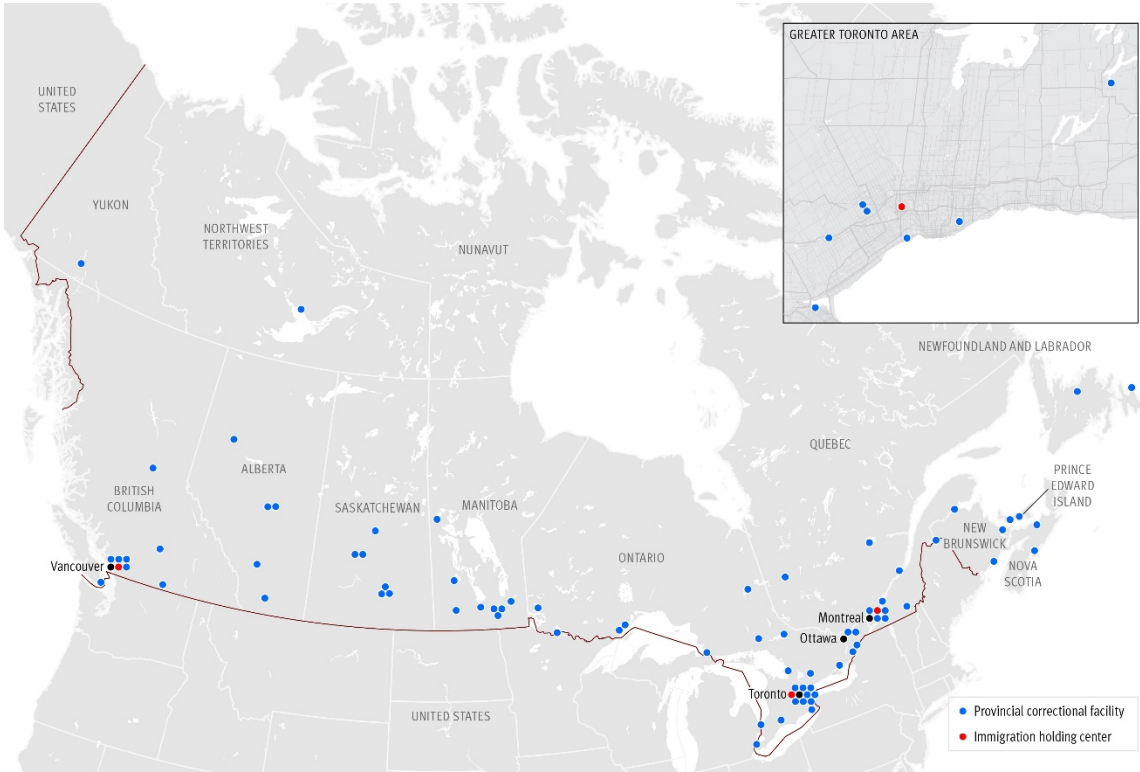 GREATER TORONTO AREA
UNITED
STATES
YUKON
NORTHWEST
TERRITORIES
NUNAVUT
NEWFOUNDLAND AND LABRADOR
QUEBEC
ALBERTA
BRITISH
COLUMBIA
SASKATCHEWAN
MANITOBA
PRINCE
EDWARD
ISLAND
ONTARIO
NEW
BRUNSWICK
NOVA
SCOTIA
Vancouver
Montreal
Ottawa
Toronto
UNITED STATES
Provincial correctional facility
Immigration holding center